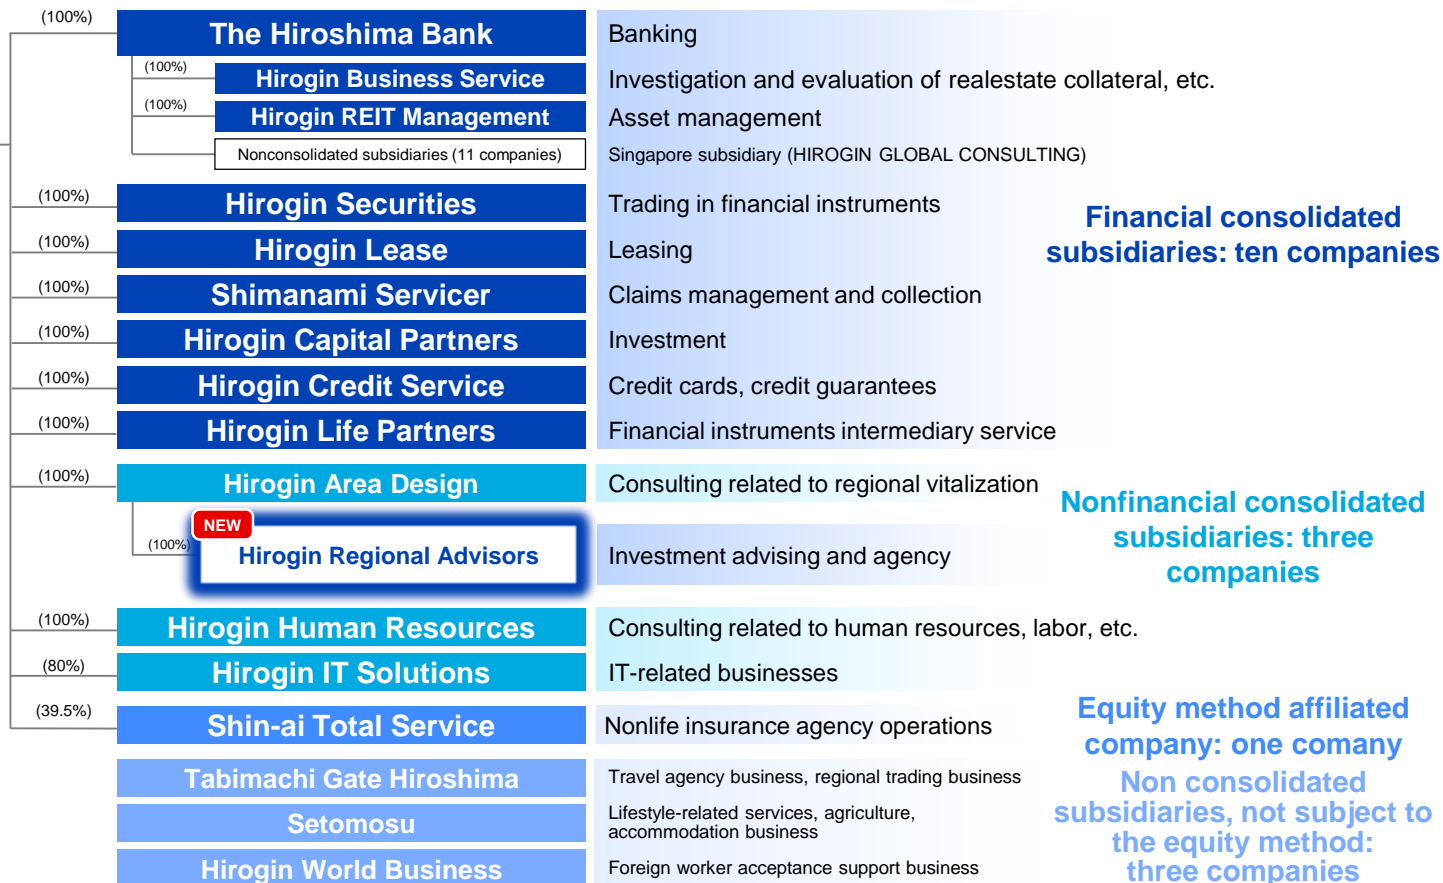 (100%)
The Hiroshima Bank
Banking
(100%)
Hirogin Business Service
Investigation and evaluation of realestate collateral, etc.
(100%)
Hirogin REIT Management
Asset management
Nonconsolidated subsidiaries (11 companies)
Singapore subsidiary (HIROGIN GLOBAL CONSULTING)
(100%)
Hirogin Securities
Trading in financial instruments
(100%)
Hirogin Lease
Leasing
(100%)
Shimanami Servicer
Claims management and collection
(100%)
Hirogin Capital Partners
Investment
(100%)
Hirogin Credit Service
Credit cards, credit guarantees
(100%)
Hirogin Life Partners
Financial instruments intermediary service
Financial consolidated
subsidiaries: ten companies
(100%)
Hirogin Area Design
Consulting related to regional vitalization
NEW
(100%)
Hirogin Regional Advisors
Investment advising and agency
(100%)
Hirogin Human Resources
Consulting related to human resources, labor, etc.
(80%)
Hirogin IT Solutions
IT-related businesses
Nonfinancial consolidated
subsidiaries: three
companies
(39.5%)
Shin-ai Total Service
Nonlife insurance agency operations
Equity method affiliated
company: one comany
Tabimachi Gate Hiroshima
Travel agency business, regional trading business
Setomosu
Lifestyle-related services, agriculture,
accommodation business
Hirogin World Business
Foreign worker acceptance support business
Non consolidated
subsidiaries, not subject to
the equity method:
three companies